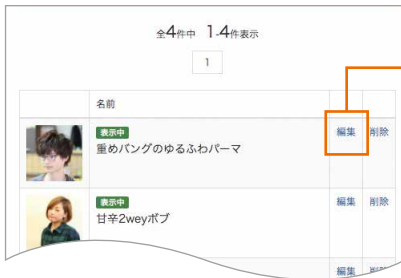 全4件中 1-4件表示
1
名前
表示中
編集 削除
重めバングのゆるふわパーマ
表示中
編集 削除
甘辛2weyボブ
編集